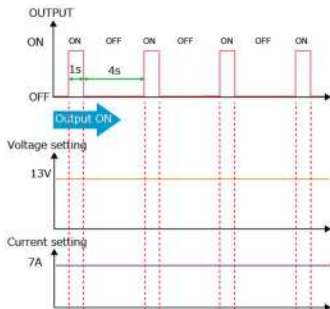 OUTPUT
ON
ON OFF ON OFF ON OFF ON
1s 4s
OFF
Output ON
Voltage setting
13V
Current setting
7A